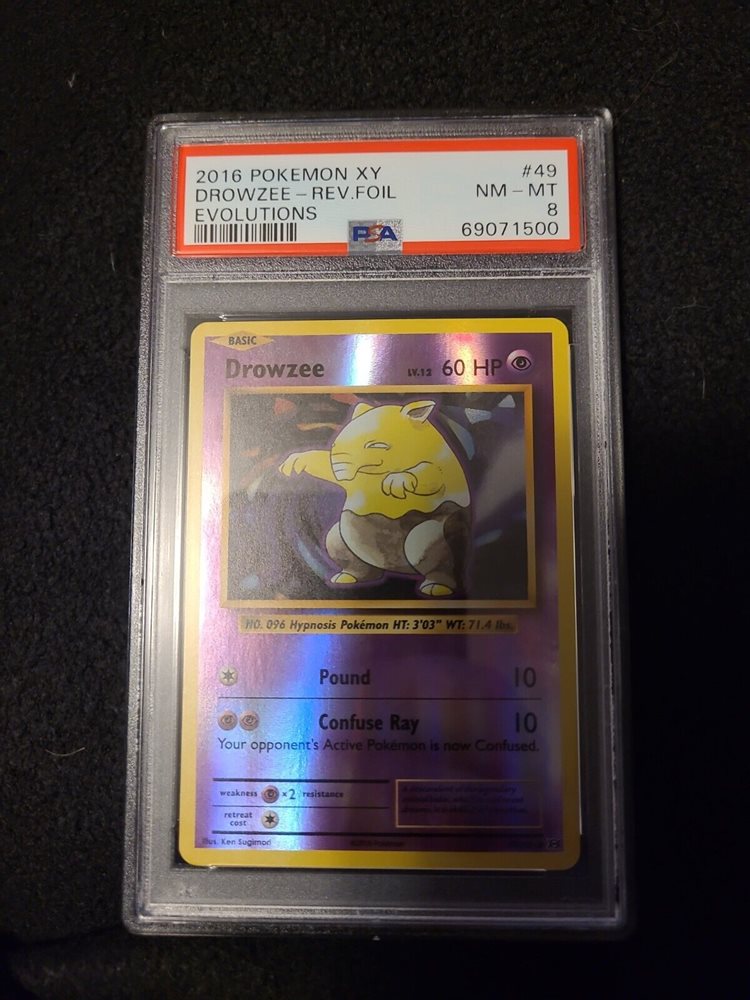 2016 POKEMON XY #49
DROWZEE - REV.FOIL NM - MT
EVOLUTIONS 8
PSA 69071500
BASIC
Drowzee LV.12 60 HP
NO. 096 Hypnosis Pokémon HT: 3'03" WT: 71.4 lbs.
Pound 10
Confuse Ray 10
Your opponent's Active Pokémon is now Confused.
weakness ×2 resistance
retreat
cost
Illus. Ken Sugimori